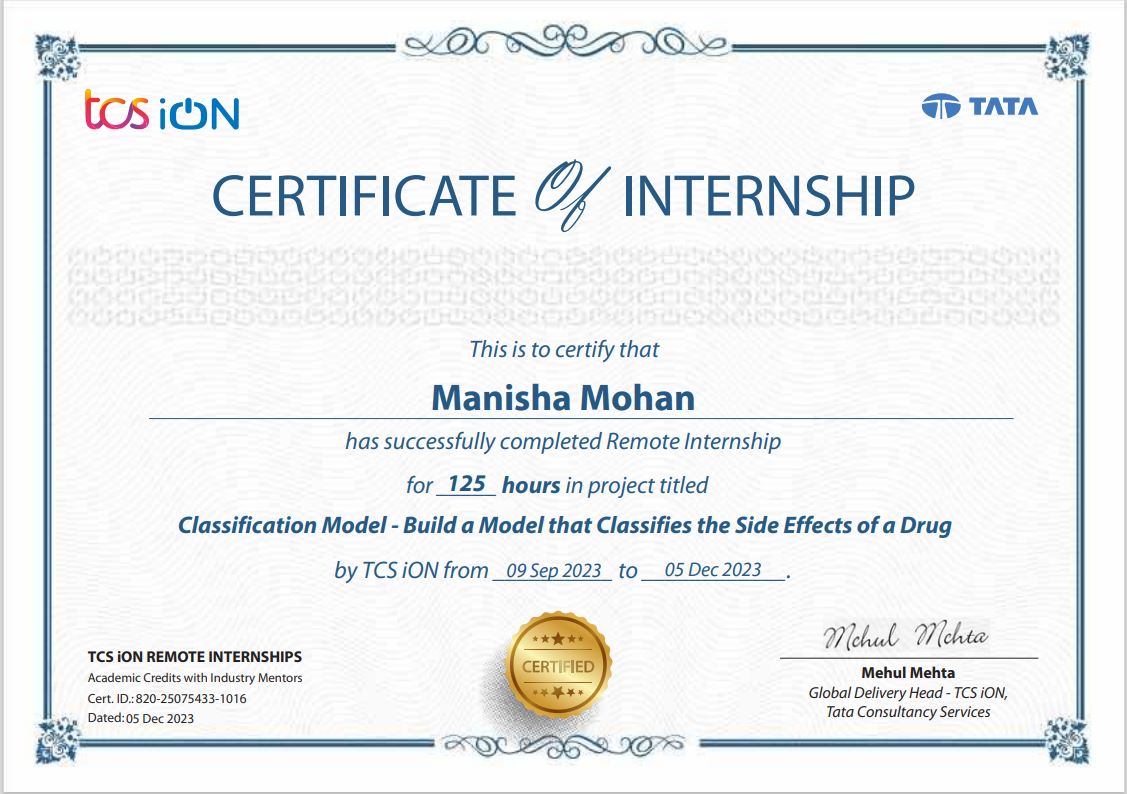 tcs iON
TATA
CERTIFICATE Of INTERNSHIP
This is to certify that
Manisha Mohan
has successfully completed Remote Internship
for 125 hours in project titled
Classification Model - Build a Model that Classifies the Side Effects of a Drug
by TCS iON from 09 Sep 2023 to 05 Dec 2023.
CERTIFIED
Mehul Mehta
Mehul Mehta
Global Delivery Head - TCS iON,
Tata Consultancy Services
TCS iON REMOTE INTERNSHIPS
Academic Credits with Industry Mentors
Cert. ID.: 820-25075433-1016
Dated: 05 Dec 2023